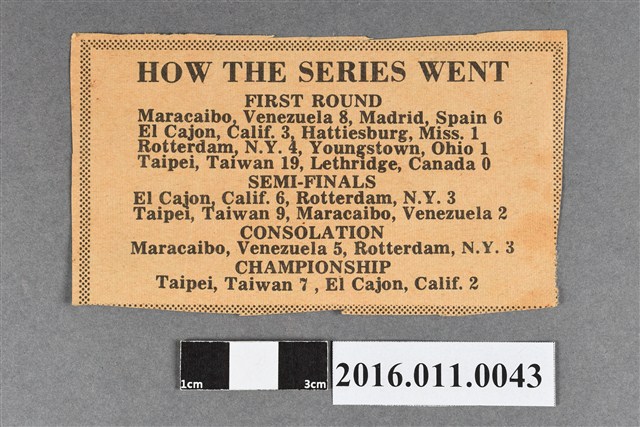 HOW THE SERIES WENT
FIRST ROUND
Maracaibo, Venezuela 8, Madrid, Spain 6
El Cajon, Calif. 3, Hattiesburg, Miss. 1
Rotterdam, N.Y. 4, Youngstown, Ohio 1
Taipei, Taiwan 19, Lethridge, Canada 0
SEMI-FINALS
El Cajon, Calif. 6, Rotterdam, N.Y. 3
Taipei, Taiwan 9, Maracaibo, Venezuela 2
CONSOLATION
Maracaibo, Venezuela 5, Rotterdam, N.Y. 3
CHAMPIONSHIP
Taipei, Taiwan 7 , El Cajon, Calif. 2
1cm 3cm
2016.011.0043